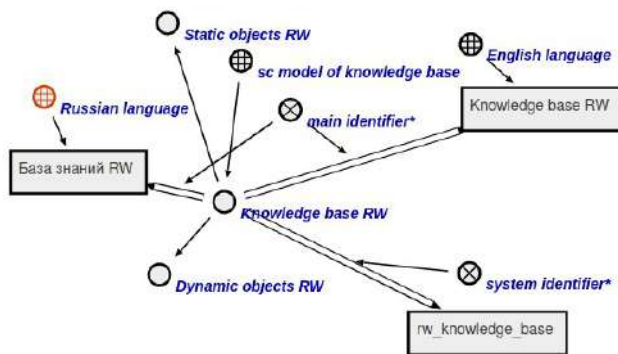 Static objects RW
English language
sc model of knowledge base
Russian language
main identifier*
Knowledge base RW
База знаний RW
Knowledge base RW
Dynamic objects RW
system identifier*
rw_knowledge_base